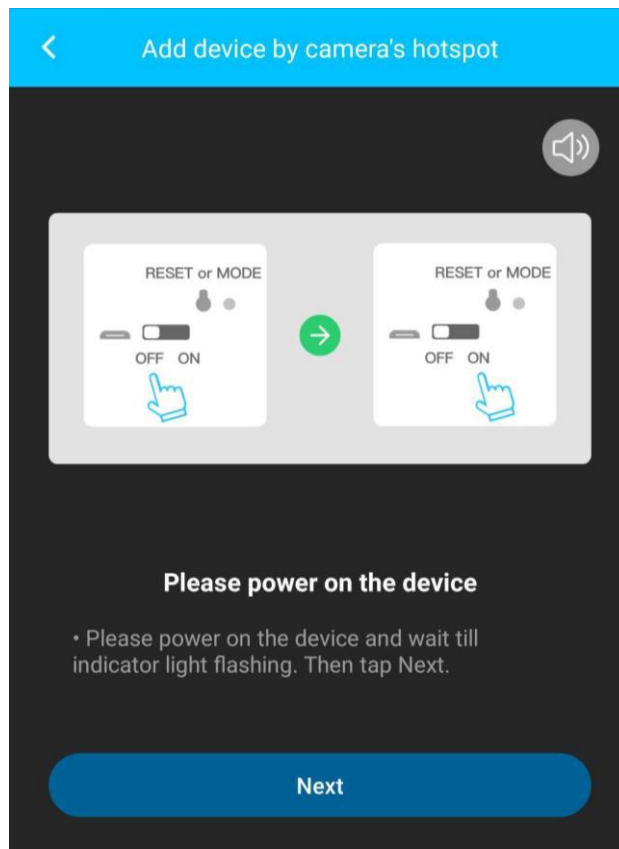 Add device by camera's hotspot
RESET or MODE
OFF ON
RESET or MODE
OFF ON
Please power on the device
• Please power on the device and wait till
indicator light flashing. Then tap Next.
Next